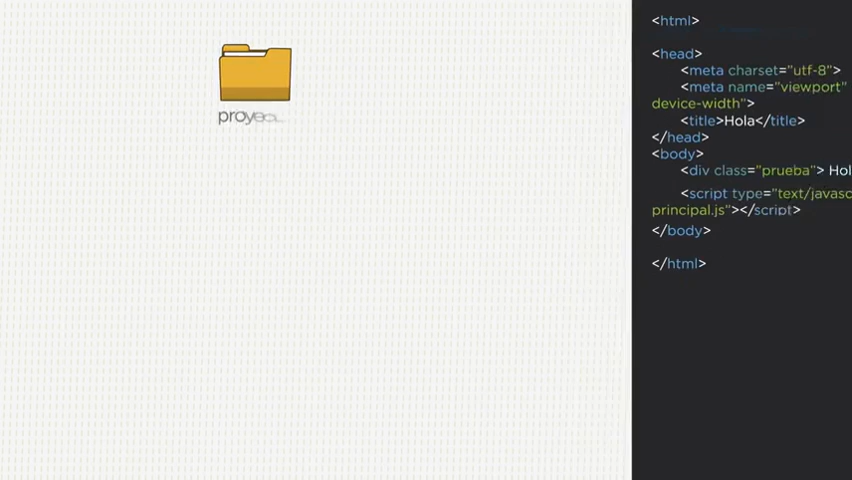 <html>
<head>
<meta charset="utf-8">
<meta name="viewport"
device-width">
<title>Hola</title>
</head>
<body>
<div class="prueba"> Hol
<script type="text/javasc
principal.js"></script>
</body>
</html>